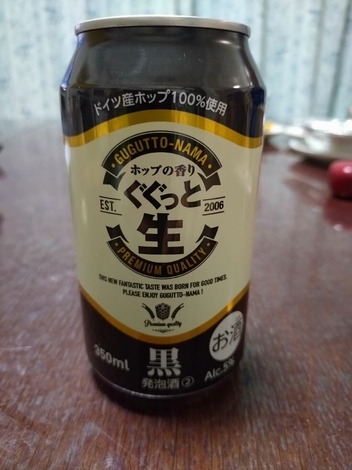 ドイツ産ホップ100%使用
GUGUTTO-NAMA
ホップの香り
ぐぐっと
EST. 2006
生
PREMIUM QUALITY
THIS NEW FANTASTIC TASTE WAS BORN FOR GOOD TIMES.
PLEASE ENJOY GUGUTTO-NAMA !
Premium quality
黒
350ml
発泡酒②
お酒
Alc.5%